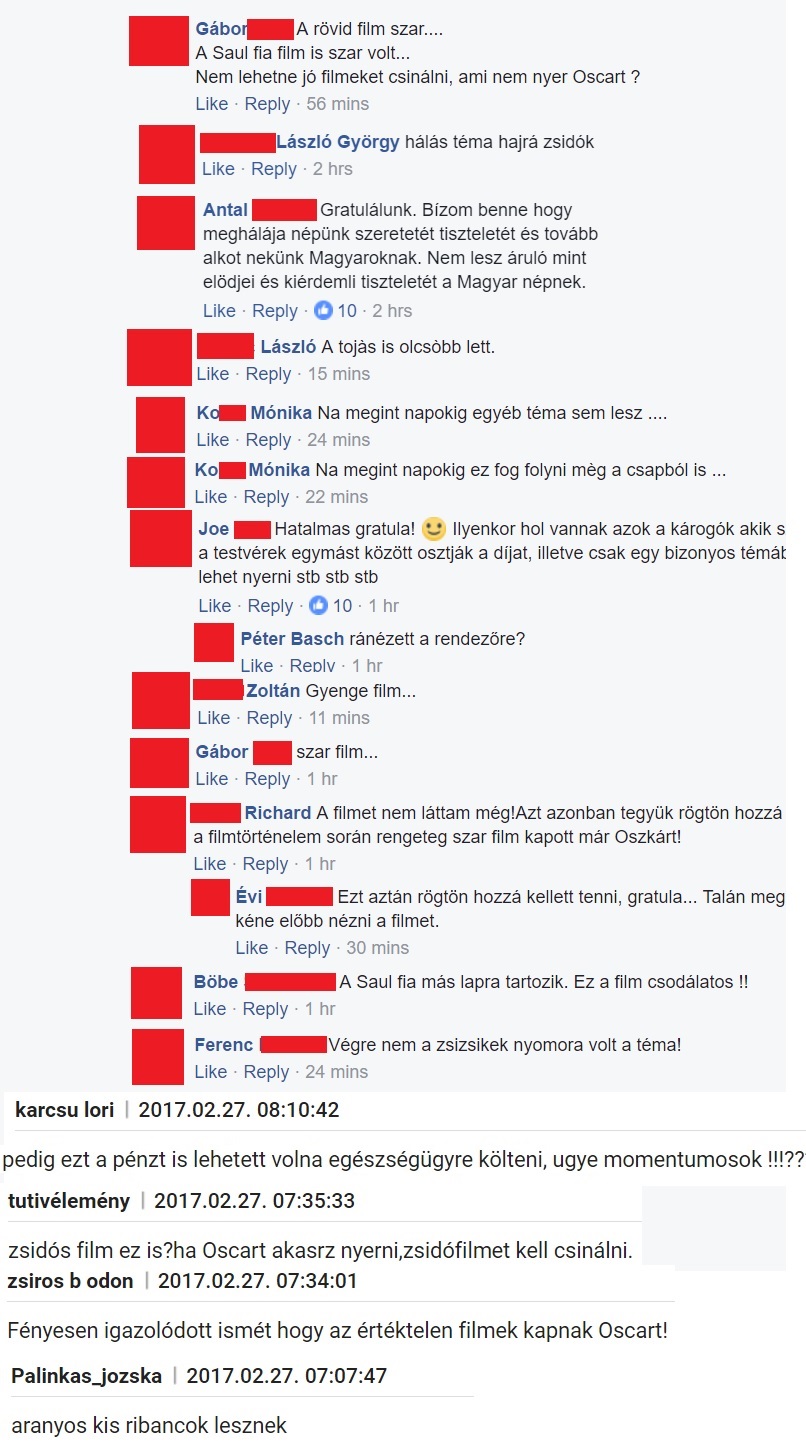 Gábor A rövid film szar....
A Saul fia film is szar volt...
Nem lehetne jó filmeket csinálni, ami nem nyer Oscart ?
Like · Reply · 56 mins
László György hálás téma hajrá zsidók
Like · Reply · 2 hrs
Antal Gratulálunk. Bízom benne hogy
meghálája népünk szeretetét tiszteletét és tovább
alkot nekünk Magyaroknak. Nem lesz áruló mint
elödjei és kiérdemli tiszteletét a Magyar népnek.
Like · Reply · 10 · 2 hrs
László A tojàs is olcsòbb lett.
Like · Reply · 15 mins
Ko Mónika Na megint napokig egyéb téma sem lesz ....
Like · Reply · 24 mins
Ko Mónika Na megint napokig ez fog folyni mèg a csapból is ...
Like · Reply · 22 mins
Joe Hatalmas gratula! 🙂 Ilyenkor hol vannak azok a károgók akik s
a testvérek egymást között osztják a díjat, illetve csak egy bizonyos témáb
lehet nyerni stb stb stb
Like · Reply · 10 · 1 hr
Péter Basch ránézett a rendezőre?
Like · Reply · 1 hr
Zoltán Gyenge film...
Like · Reply · 11 mins
Gábor szar film...
Like · Reply · 1 hr
Richard A filmet nem láttam még!Azt azonban tegyük rögtön hozzá
a filmtörténelem során rengeteg szar film kapott már Oszkárt!
Like · Reply · 1 hr
Évi Ezt aztán rögtön hozzá kellett tenni, gratula... Talán meg
kéne előbb nézni a filmet.
Like · Reply · 30 mins
Böbe A Saul fia más lapra tartozik. Ez a film csodálatos !!
Like · Reply · 1 hr
Ferenc Végre nem a zsizsikek nyomora volt a téma!
Like · Reply · 24 mins
karcsu lori | 2017.02.27. 08:10:42
pedig ezt a pénzt is lehetett volna egészségügyre költeni, ugye momentumosok !!!??
tutivélemény | 2017.02.27. 07:35:33
zsidós film ez is?ha Oscart akasrz nyerni,zsidófilmet kell csinálni.
zsiros b odon | 2017.02.27. 07:34:01
Fényesen igazolódott ismét hogy az értéktelen filmek kapnak Oscart!
Palinkas_jozska | 2017.02.27. 07:07:47
aranyos kis ribancok lesznek